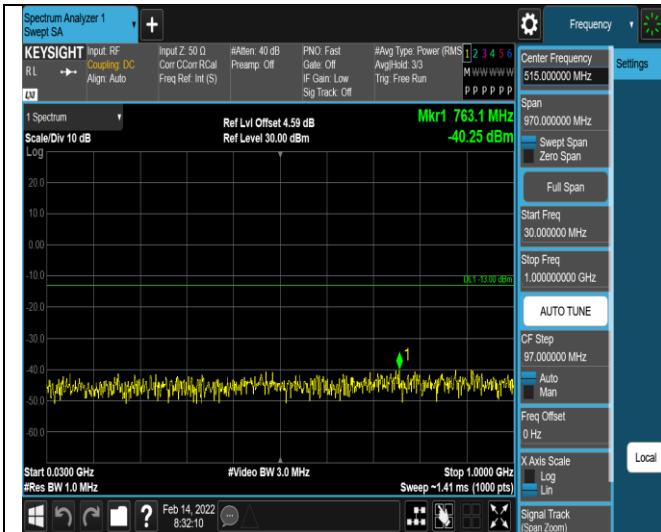 Spectrum Analyzer 1
Swept SA
Frequency
Settings
KEYSIGHT
R L
LXI
Input: RF
Coupling: DC
Align: Auto
Input Z: 50 Ω
Corr CCorr RCal
Freq Ref: Int (S)
#Atten: 40 dB
Preamp: Off
PNO: Fast
Gate: Off
IF Gain: Low
Sig Track: Off
#Avg Type: Power (RMS
Avg|Hold: 3/3
Trig: Free Run
1 2 3 4 5 6
M W W W W W
P P P P P P
1 Spectrum
Scale/Div 10 dB
Log
Ref Lvl Offset 4.59 dB
Ref Level 30.00 dBm
Mkr1 763.1 MHz
-40.25 dBm
20.0
10.0
0.00
-10.0
DL1 -13.00 dBm
-20.0
-30.0
1
-40.0
-50.0
-60.0
Start 0.0300 GHz
#Res BW 1.0 MHz
#Video BW 3.0 MHz
Stop 1.0000 GHz
Sweep ~1.41 ms (1000 pts)
Center Frequency
515.000000 MHz
Span
970.000000 MHz
Swept Span
Zero Span
Full Span
Start Freq
30.000000 MHz
Stop Freq
1.000000000 GHz
AUTO TUNE
CF Step
97.000000 MHz
Auto
Man
Freq Offset
0 Hz
X Axis Scale
Log
Lin
Signal Track
(Span Zoom)
Local
?
Feb 14, 2022
8:32:10